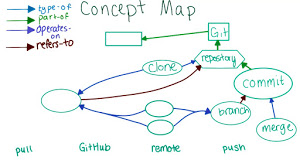 Concept Map
type-of
part-of
operates-
on
refers-to
Git
repository
clone
commit
branch
merge
pull GitHub remote push